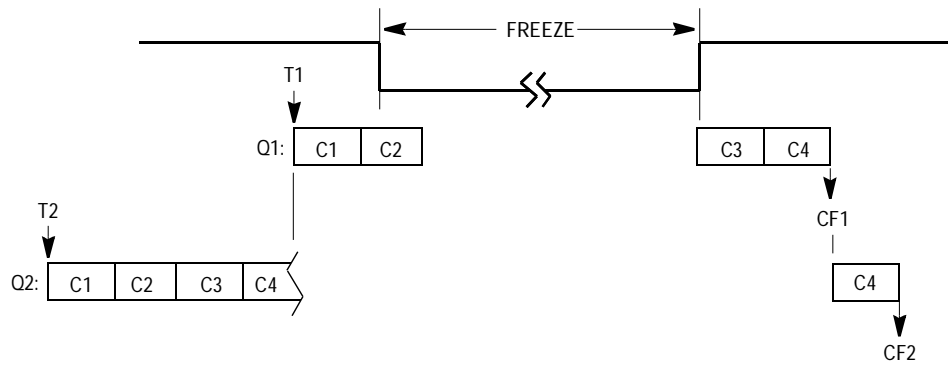 FREEZE
T1
Q1: C1 C2 C3 C4
T2
CF1
Q2: C1 C2 C3 C4 C4
CF2